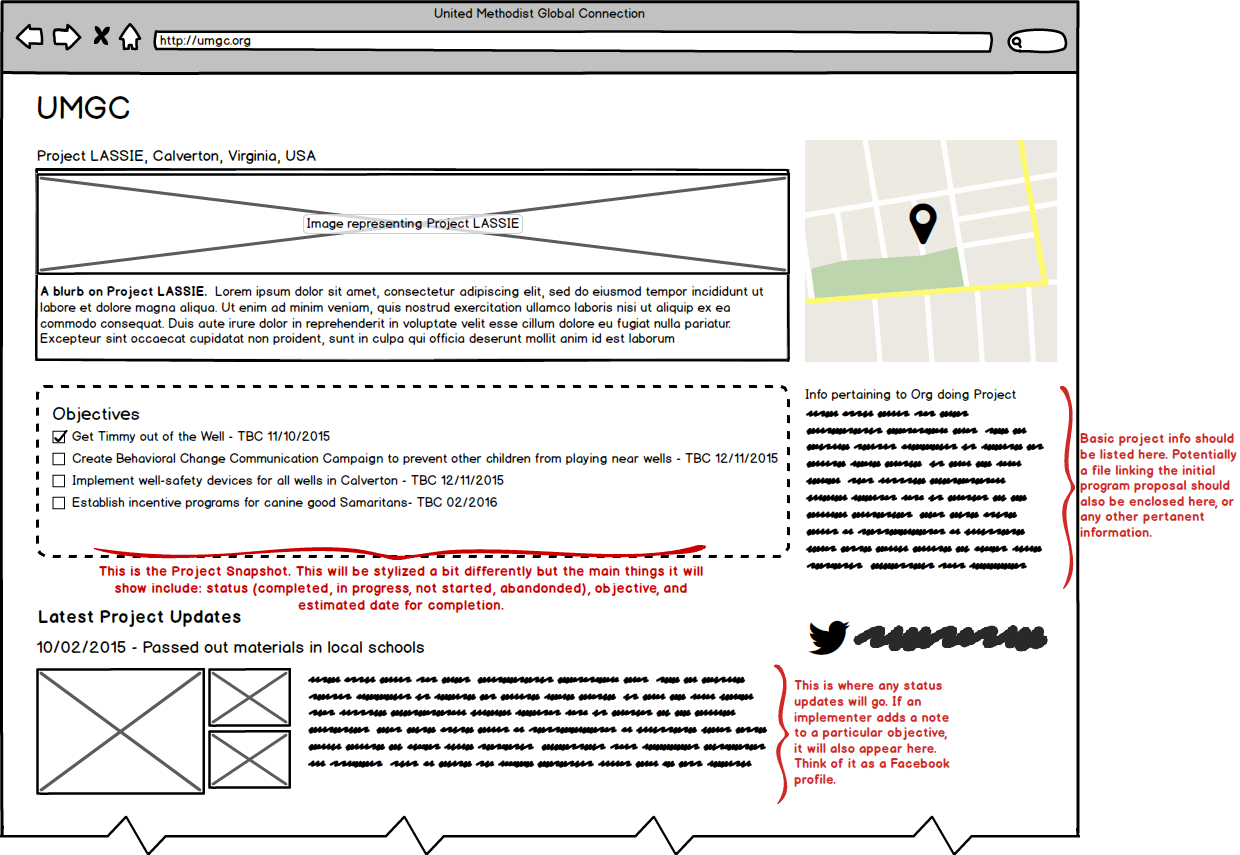 United Methodist Global Connection
http://umgc.org
UMGC
Project LASSIE, Calverton, Virginia, USA
Image representing Project LASSIE
A blurb on Project LASSIE. Lorem ipsum dolor sit amet, consectetur adipiscing elit, sed do eiusmod tempor incididunt ut
labore et dolore magna aliqua. Ut enim ad minim veniam, quis nostrud exercitation ullamco laboris nisi ut aliquip ex ea
commodo consequat. Duis aute irure dolor in reprehenderit in voluptate velit esse cillum dolore eu fugiat nulla pariatur.
Excepteur sint occaecat cupidatat non proident, sunt in culpa qui officia deserunt mollit anim id est laborum
Objectives
Get Timmy out of the Well - TBC 11/10/2015
Create Behavioral Change Communication Campaign to prevent other children from playing near wells - TBC 12/11/2015
Implement well-safety devices for all wells in Calverton - TBC 12/11/2015
Establish incentive programs for canine good Samaritans- TBC 02/2016
This is the Project Snapshot. This will be stylized a bit differently but the main things it will
show include: status (completed, in progress, not started, abandonded), objective, and
estimated date for completion.
Info pertaining to Org doing Project
Basic project info should
be listed here. Potentially
a file linking the initial
program proposal should
also be enclosed here, or
any other pertanent
information.
Latest Project Updates
10/02/2015 - Passed out materials in local schools
This is where any status
updates will go. If an
implementer adds a note
to a particular objective,
it will also appear here.
Think of it as a Facebook
profile.